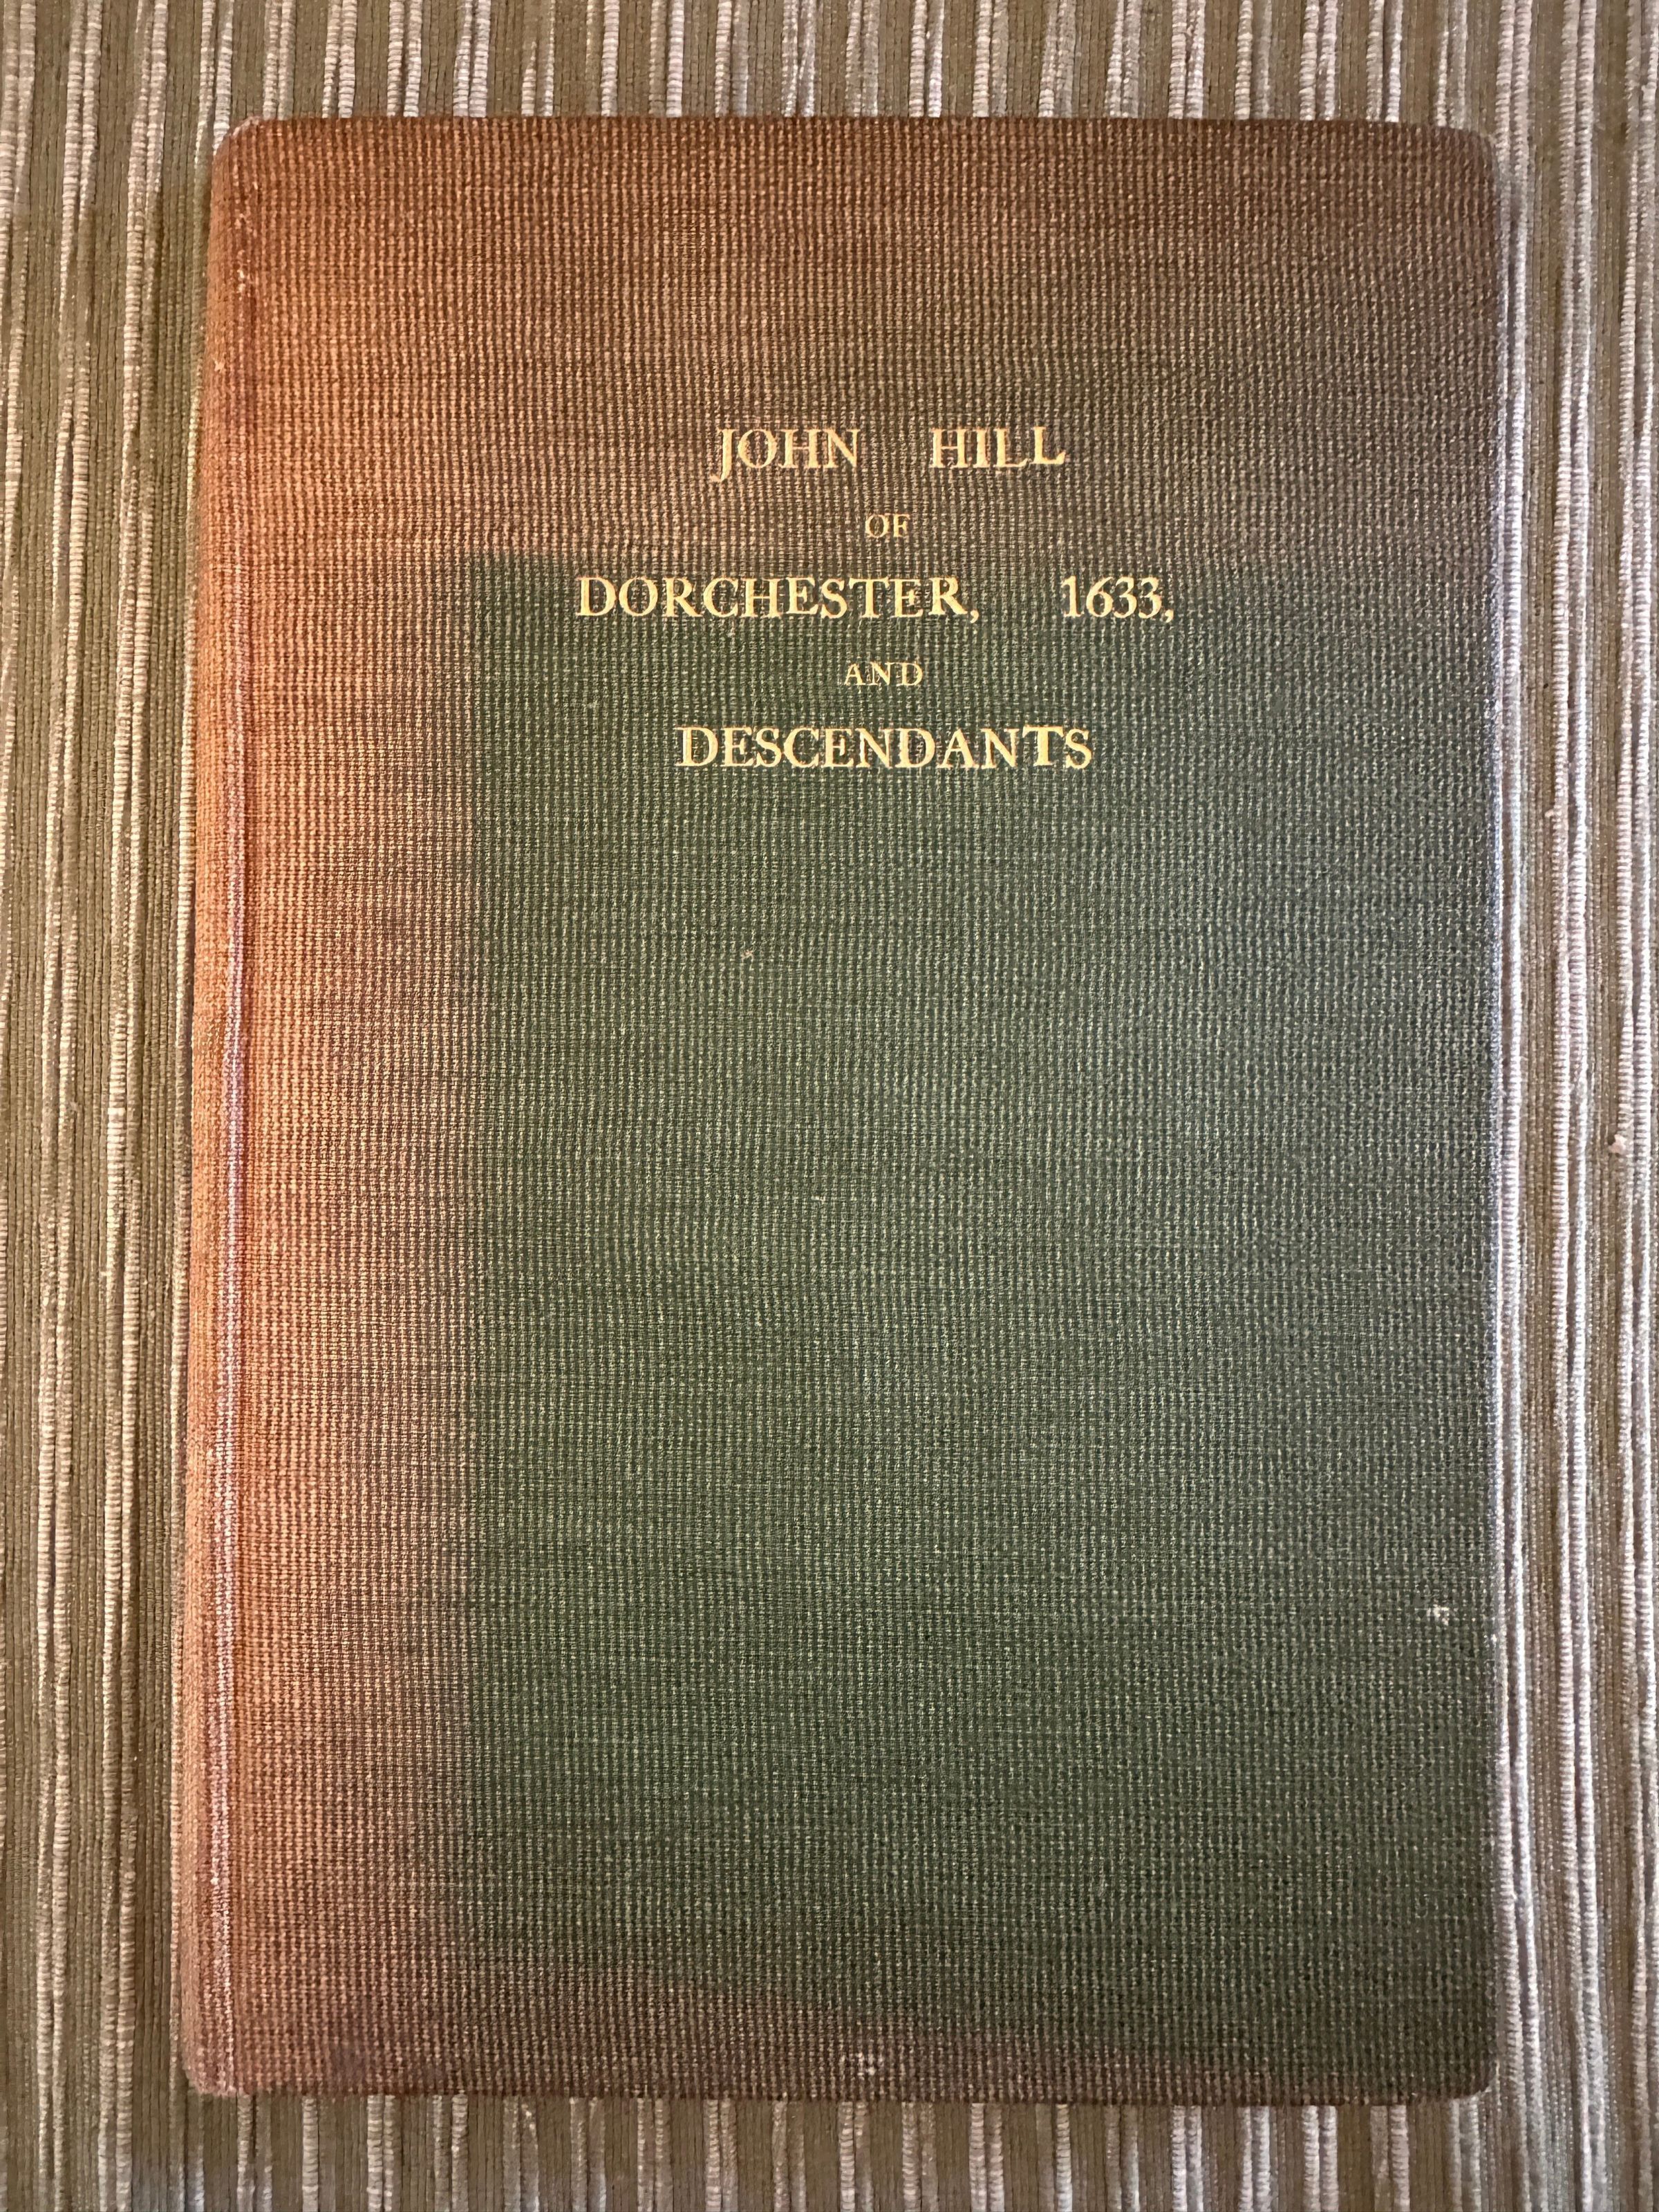 JOHN HILL
OF
DORCHESTER, 1633,
AND
DESCENDANTS